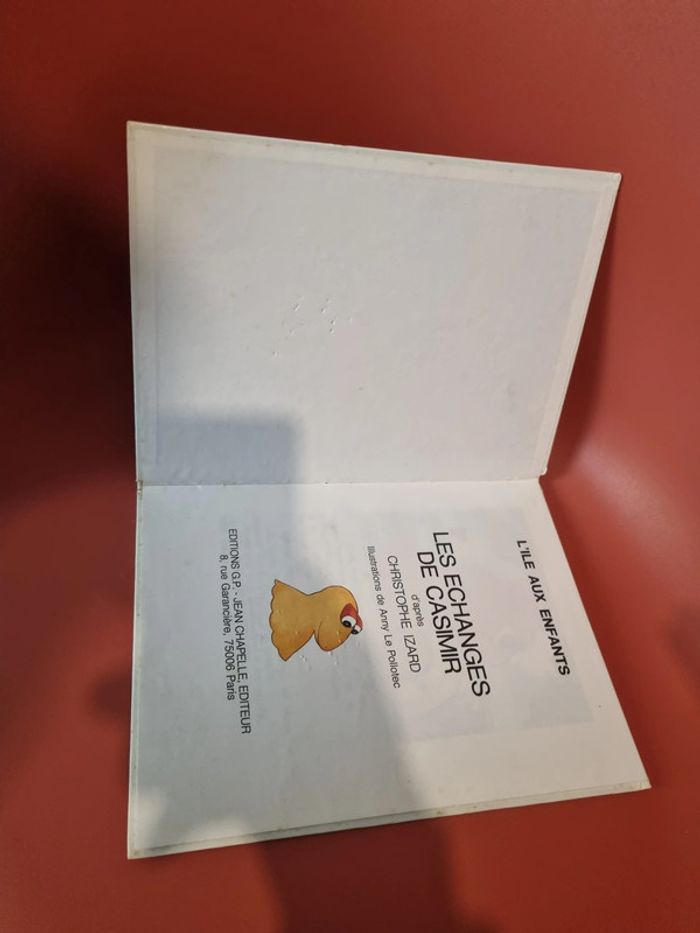 L'ILE AUX ENFANTS
LES ECHANGES
DE CASIMIR
d'après
CHRISTOPHE IZARD
Illustrations de Anny Le Pollotec
EDITIONS G.P. - JEAN CHAPELLE, EDITEUR
8, rue Garancière, 75006 Paris